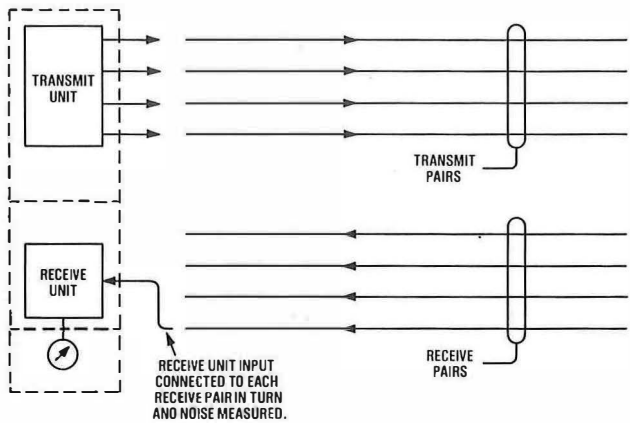 TRANSMIT
UNIT
TRANSMIT
PAIRS
RECEIVE
UNIT
RECEIVE UNIT INPUT
CONNECTED TO EACH
RECEIVE PAIR IN TURN
AND NOISE MEASURED.
RECEIVE
PAIRS